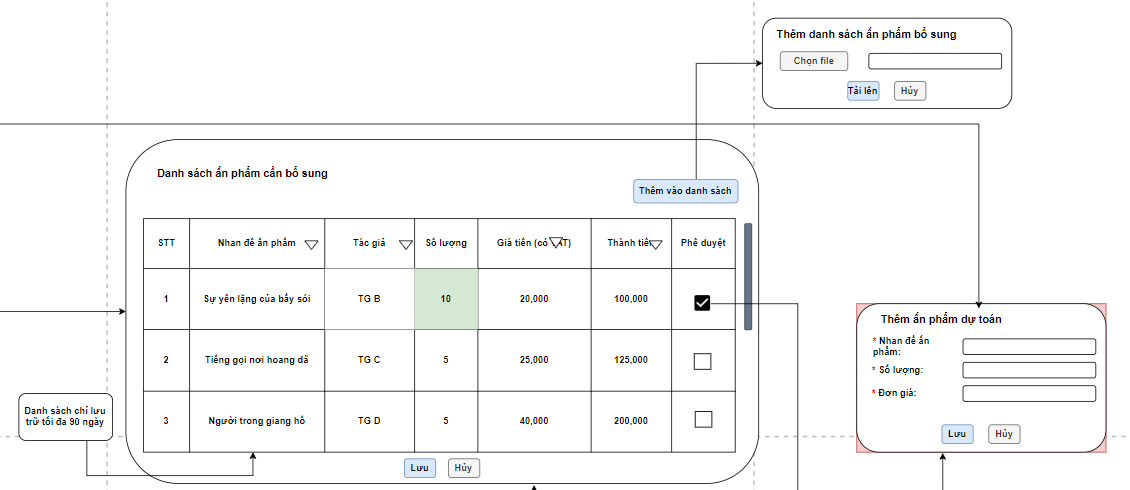 Thêm danh sách ấn phẩm bổ sung
Chọn file
Tải lên Hủy
Danh sách ấn phẩm cần bổ sung
Thêm vào danh sách
STT Nhan đề ấn phẩm Tác giả Số lượng Giá tiền (có VAT) Thành tiền Phê duyệt
1 Sự yên lặng của bầy sói TG B 10 20,000 100,000
2 Tiếng gọi nơi hoang dã TG C 5 25,000 125,000
3 Người trong giang hồ TG D 5 40,000 200,000
Lưu Hủy
Danh sách chỉ lưu
trữ tối đa 90 ngày
Thêm ấn phẩm dự toán
* Nhan đề ấn
phẩm:
* Số lượng:
* Đơn giá:
Lưu Hủy